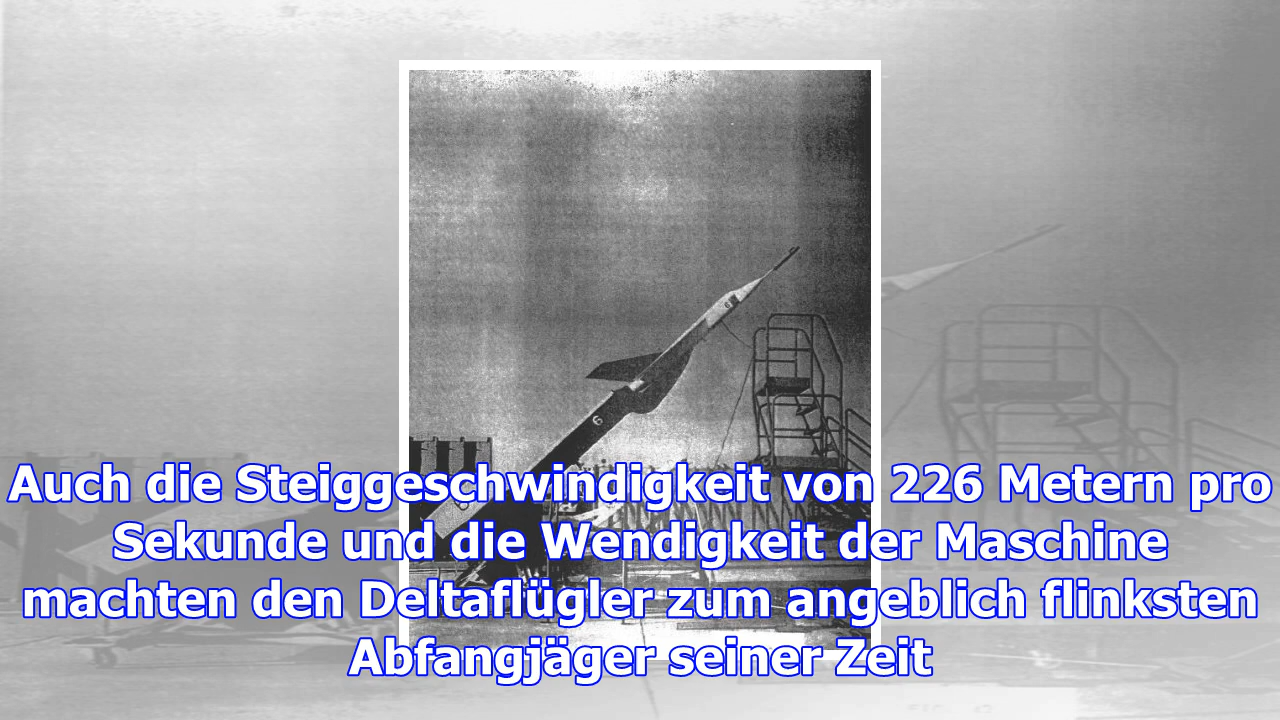 6
Auch die Steiggeschwindigkeit von 226 Metern pro
Sekunde und die Wendigkeit der Maschine
machten den Deltaflügler zum angeblich flinksten
Abfangjäger seiner Zeit